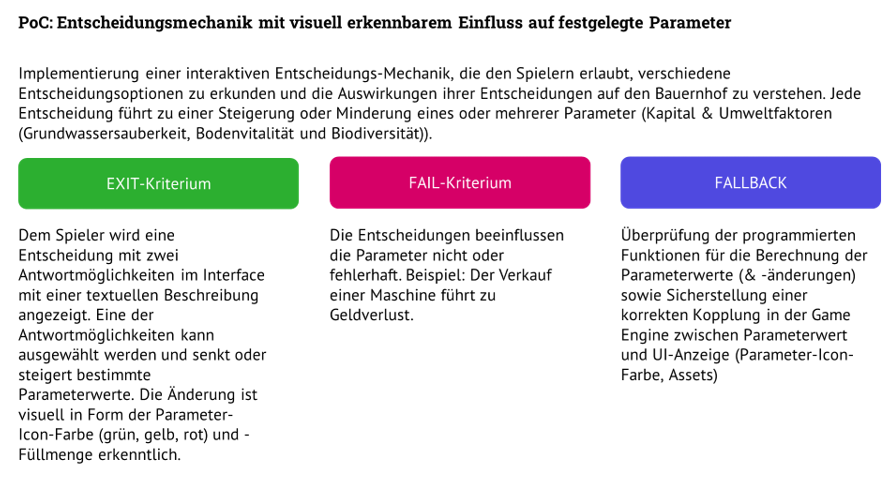 PoC: Entscheidungsmechanik mit visuell erkennbarem Einfluss auf festgelegte Parameter
Implementierung einer interaktiven Entscheidungs-Mechanik, die den Spielern erlaubt, verschiedene
Entscheidungsoptionen zu erkunden und die Auswirkungen ihrer Entscheidungen auf den Bauernhof zu verstehen. Jede
Entscheidung führt zu einer Steigerung oder Minderung eines oder mehrerer Parameter (Kapital & Umweltfaktoren
(Grundwassersauberkeit, Bodenvitalität und Biodiversität)).
EXIT-Kriterium
Dem Spieler wird eine
Entscheidung mit zwei
Antwortmöglichkeiten im Interface
mit einer textuellen Beschreibung
angezeigt. Eine der
Antwortmöglichkeiten kann
ausgewählt werden und senkt oder
steigert bestimmte
Parameterwerte. Die Änderung ist
visuell in Form der Parameter-
Icon-Farbe (grün, gelb, rot) und -
Füllmenge erkenntlich.
FAIL-Kriterium
Die Entscheidungen beeinflussen
die Parameter nicht oder
fehlerhaft. Beispiel: Der Verkauf
einer Maschine führt zu
Geldverlust.
FALLBACK
Überprüfung der programmierten
Funktionen für die Berechnung der
Parameterwerte (& -änderungen)
sowie Sicherstellung einer
korrekten Kopplung in der Game
Engine zwischen Parameterwert
und UI-Anzeige (Parameter-Icon-
Farbe, Assets)